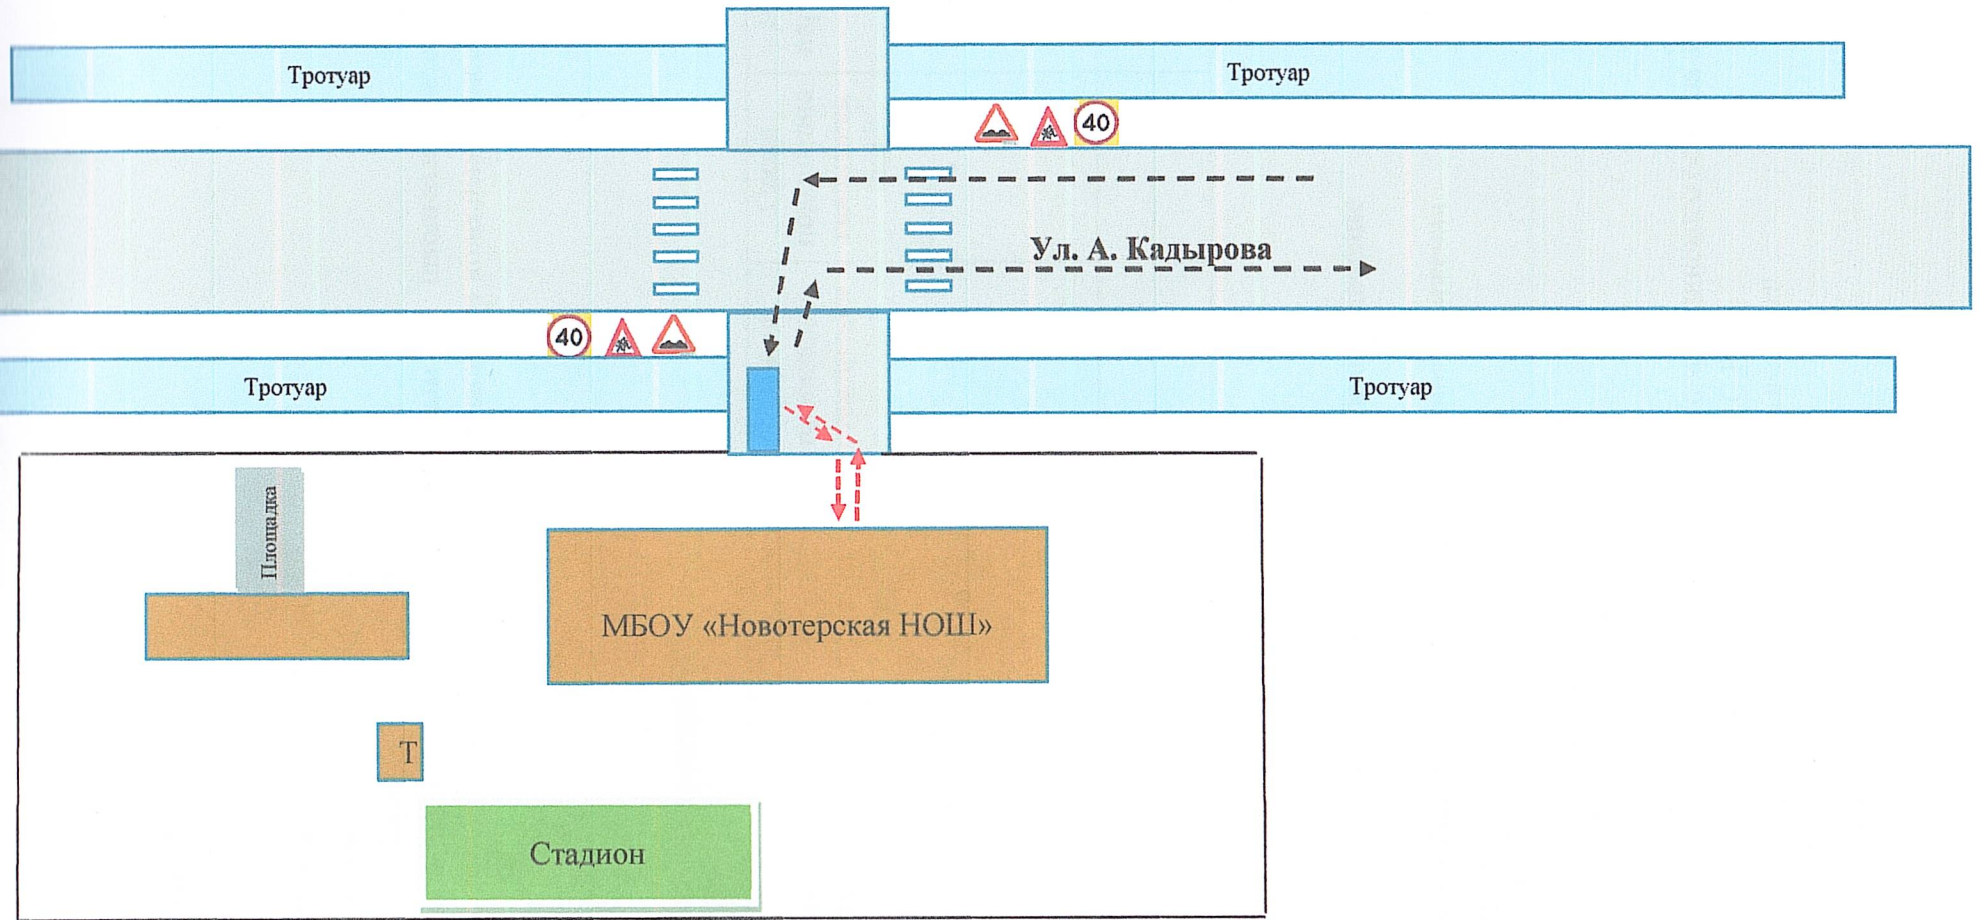 Тротуар
Тротуар
40
Ул. А. Кадырова
40
Тротуар
Тротуар
Площадка
МБОУ «Новотерская НОШ»
Т
Стадион